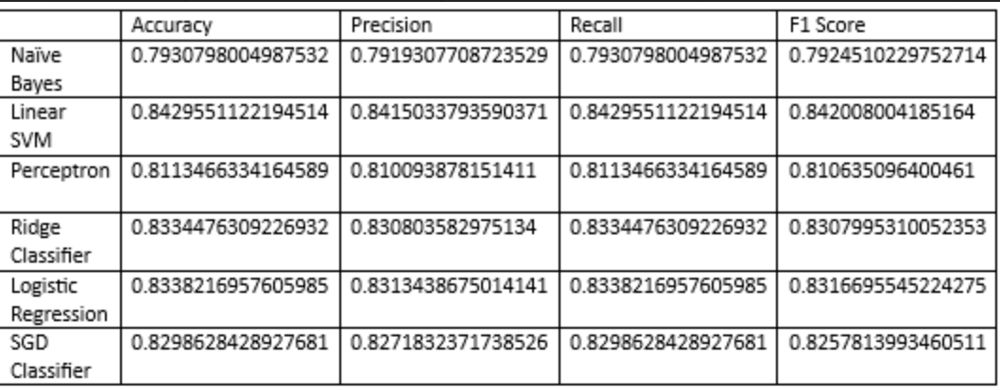 Accuracy Precision Recall F1 Score
Naïve Bayes 0.7930798004987532 0.7919307708723529 0.7930798004987532 0.7924510229752714
Linear SVM 0.8429551122194514 0.8415033793590371 0.8429551122194514 0.842008004185164
Perceptron 0.8113466334164589 0.810093878151411 0.8113466334164589 0.810635096400461
Ridge Classifier 0.8334476309226932 0.830803582975134 0.8334476309226932 0.8307995310052353
Logistic Regression 0.8338216957605985 0.8313438675014141 0.8338216957605985 0.8316695545224275
SGD Classifier 0.8298628428927681 0.8271832371738526 0.8298628428927681 0.8257813993460511